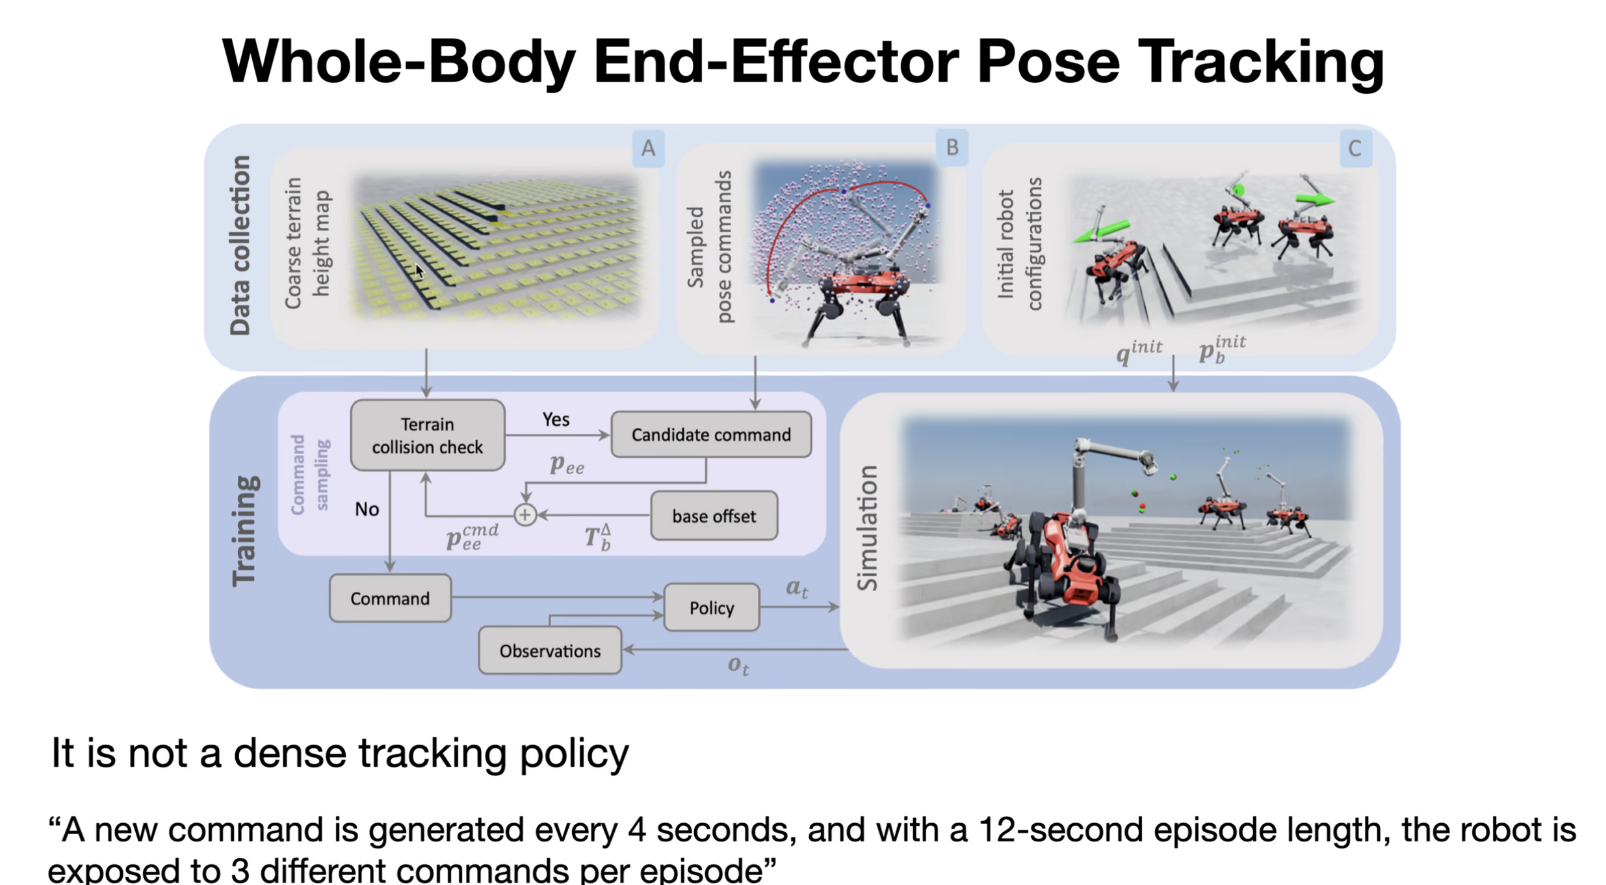 Whole-Body End-Effector Pose Tracking
Data collection
Coarse terrain
height map
A
Sampled
pose commands
B
Initial robot
configurations
C
q^{init}
p_b^{init}
Training
Command
sampling
Terrain
collision check
Yes
Candidate command
p_{ee}
No
base offset
+
p_{ee}^{cmd}
T_b^Δ
Command
Policy
a_t
Observations
o_t
Simulation
It is not a dense tracking policy
“A new command is generated every 4 seconds, and with a 12-second episode length, the robot is
exposed to 3 different commands per episode”